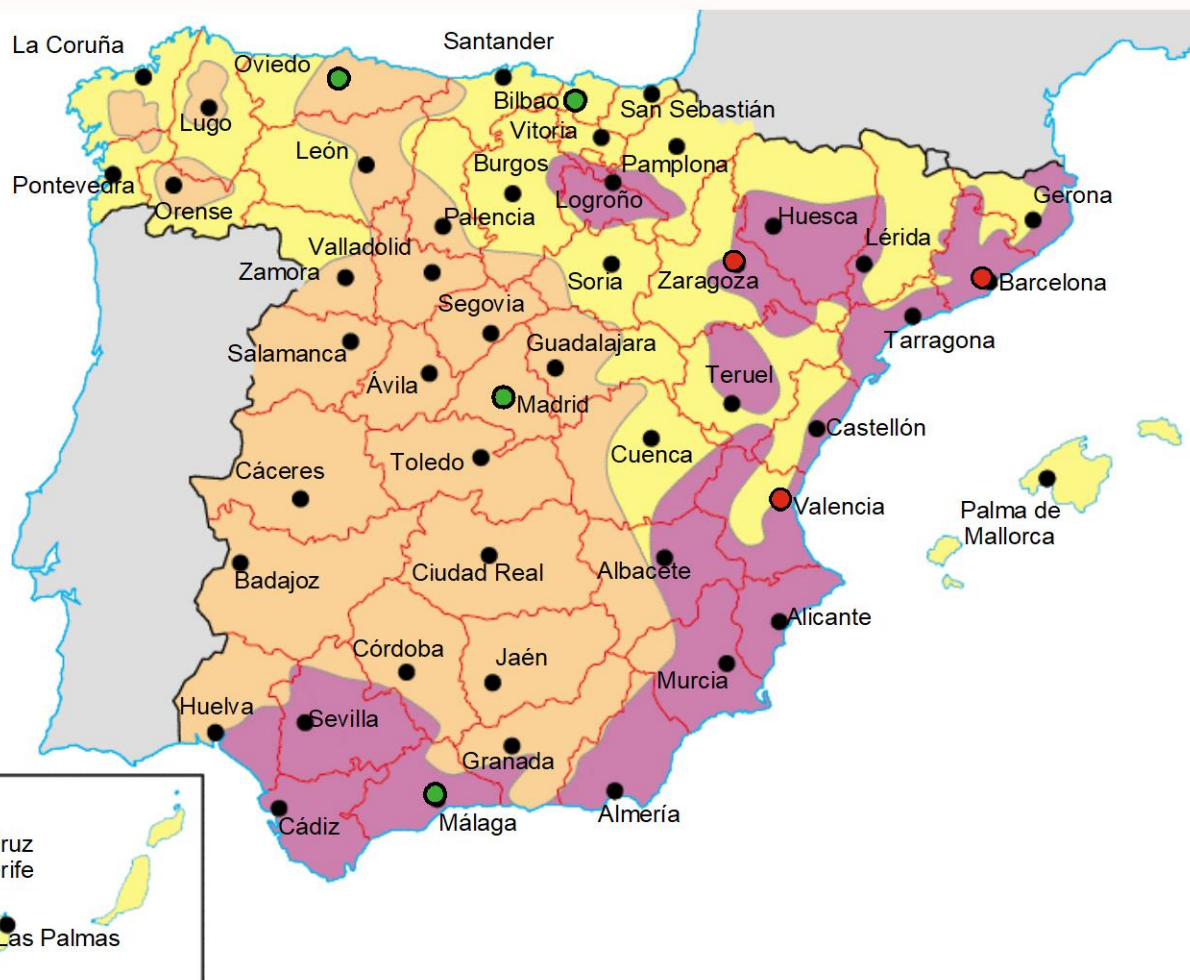 La Coruña
Santander
Oviedo
Bilbao
San Sebastián
Lugo
Vitoria
León
Burgos
Pamplona
Pontevedra
Logroño
Gerona
Orense
Palencia
Huesca
Valladolid
Lérida
Zamora
Soria
Zaragoza
Barcelona
Segovia
Salamanca
Guadalajara
Tarragona
Ávila
Teruel
Madrid
Castellón
Cuenca
Toledo
Cáceres
Valencia
Palma de
Mallorca
Badajoz
Ciudad Real
Albacete
Alicante
Córdoba
Jaén
Murcia
Huelva
Sevilla
Granada
Almería
Cádiz
Málaga
ruz
rife
Las Palmas